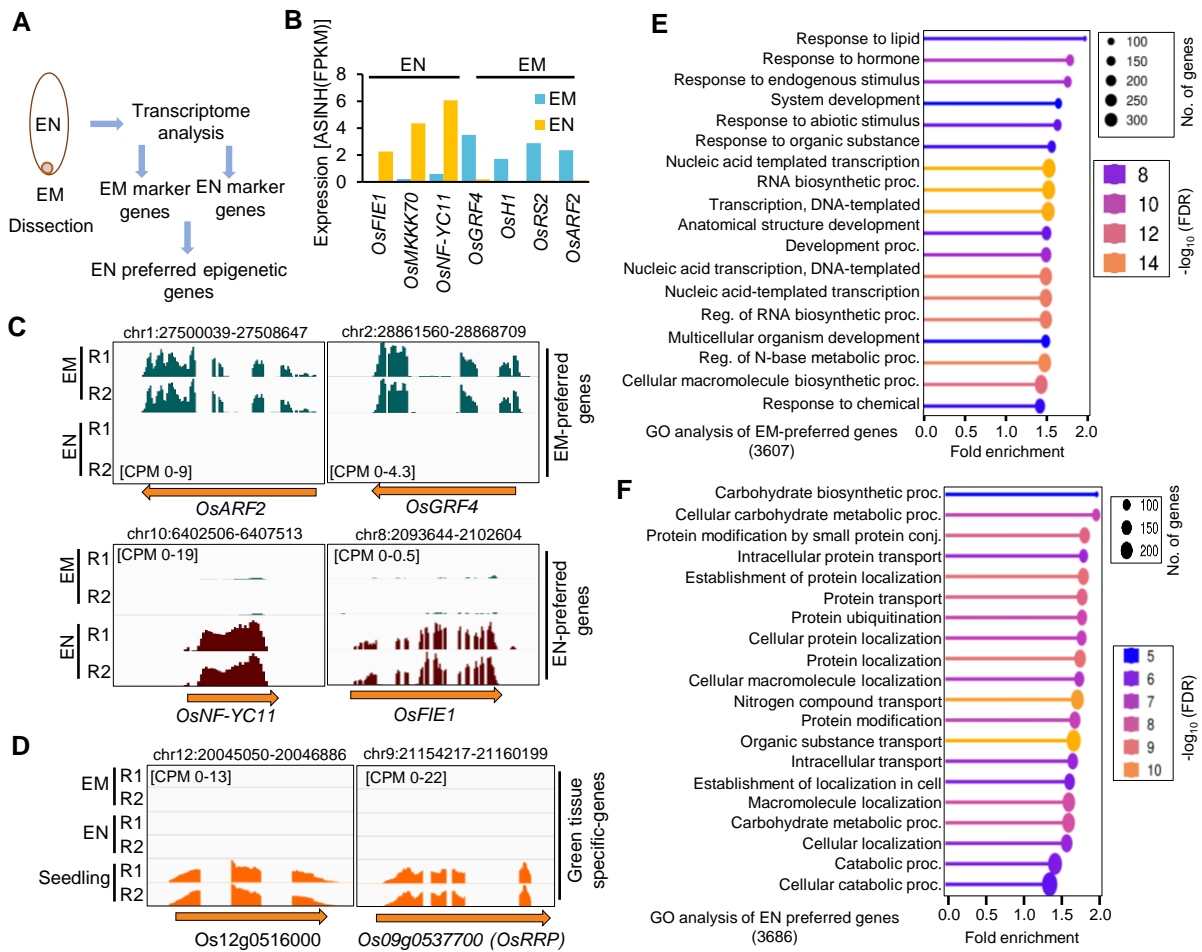 A
EN
EM
Dissection
Transcriptome
analysis
EM marker
genes
EN marker
genes
EN preferred epigenetic
genes
B
EN
EM
Expression [ASINH(FPKM)
8
6
4
2
0
EM
EN
OsFIE1
OsMKKK70
OsNF-YC11
OsGRF4
OsH1
OsRS2
OsARF2
C
chr1:27500039-27508647
chr2:28861560-28868709
EM
R1
R2
EN
R1
R2
[CPM 0-9]
[CPM 0-4.3]
OsARF2
OsGRF4
EM-preferred
genes
chr10:6402506-6407513
chr8:2093644-2102604
[CPM 0-19]
[CPM 0-0.5]
EM
R1
R2
EN
R1
R2
OsNF-YC11
OsFIE1
EN-preferred
genes
D
chr12:20045050-20046886
chr9:21154217-21160199
[CPM 0-13]
[CPM 0-22]
EM
R1
R2
EN
R1
R2
Seedling
R1
R2
Os12g0516000
Os09g0537700 (OsRRP)
Green tissue
specific-genes
E
Response to lipid
Response to hormone
Response to endogenous stimulus
System development
Response to abiotic stimulus
Response to organic substance
Nucleic acid templated transcription
RNA biosynthetic proc.
Transcription, DNA-templated
Anatomical structure development
Development proc.
Nucleic acid transcription, DNA-templated
Nucleic acid-templated transcription
Reg. of RNA biosynthetic proc.
Multicellular organism development
Reg. of N-base metabolic proc.
Cellular macromolecule biosynthetic proc.
Response to chemical
0.0 0.5 1.0 1.5 2.0
Fold enrichment
GO analysis of EM-preferred genes
(3607)
100
150
200
250
300
No. of genes
8
10
12
14
-log10 (FDR)
F
Carbohydrate biosynthetic proc.
Cellular carbohydrate metabolic proc.
Protein modification by small protein conj.
Intracellular protein transport
Establishment of protein localization
Protein transport
Protein ubiquitination
Cellular protein localization
Protein localization
Cellular macromolecule localization
Nitrogen compound transport
Protein modification
Organic substance transport
Intracellular transport
Establishment of localization in cell
Macromolecule localization
Carbohydrate metabolic proc.
Cellular localization
Catabolic proc.
Cellular catabolic proc.
0.0 0.5 1.0 1.5 2.0
Fold enrichment
GO analysis of EN preferred genes
(3686)
100
150
200
No. of genes
5
6
7
8
9
10
-log10 (FDR)